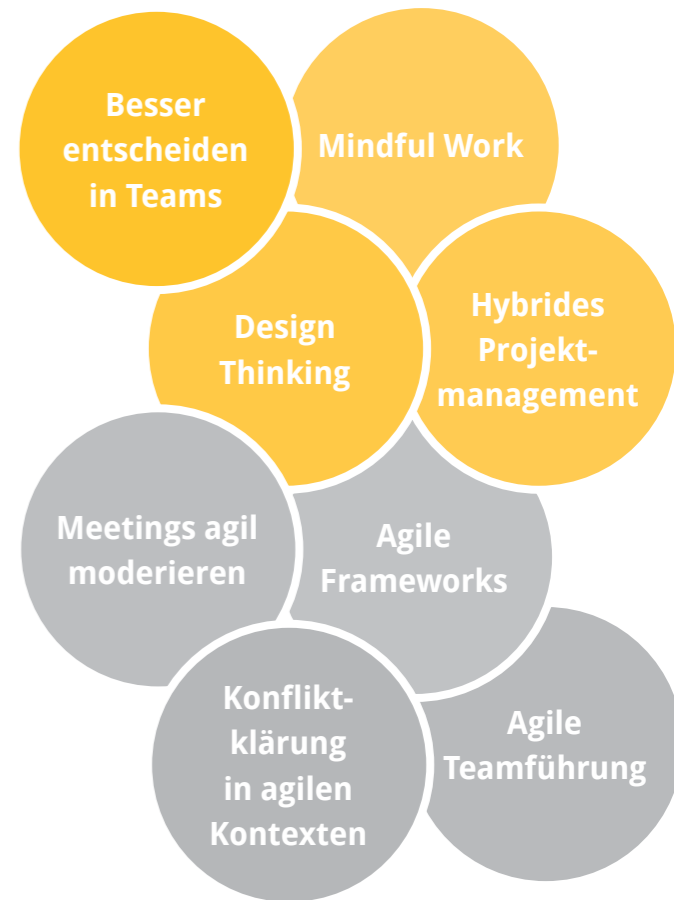 Besser
entscheiden
in Teams
Mindful Work
Design
Thinking
Hybrides
Projekt-
management
Meetings agil
moderieren
Agile
Frameworks
Konflikt-
klärung
in agilen
Kontexten
Agile
Teamführung